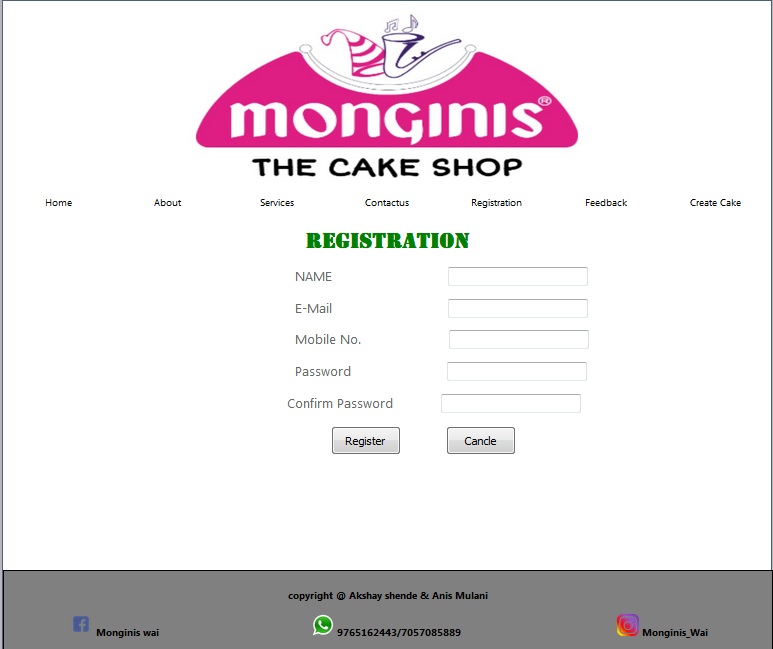 MONGINIS®
THE CAKE SHOP
Home About Services Contactus Registration Feedback Create Cake
REGISTRATION
NAME
E-Mail
Mobile No.
Password
Confirm Password
Register Cancle
copyright @ Akshay shende & Anis Mulani
Monginis wai 9765162443/7057085889 Monginis_Wai